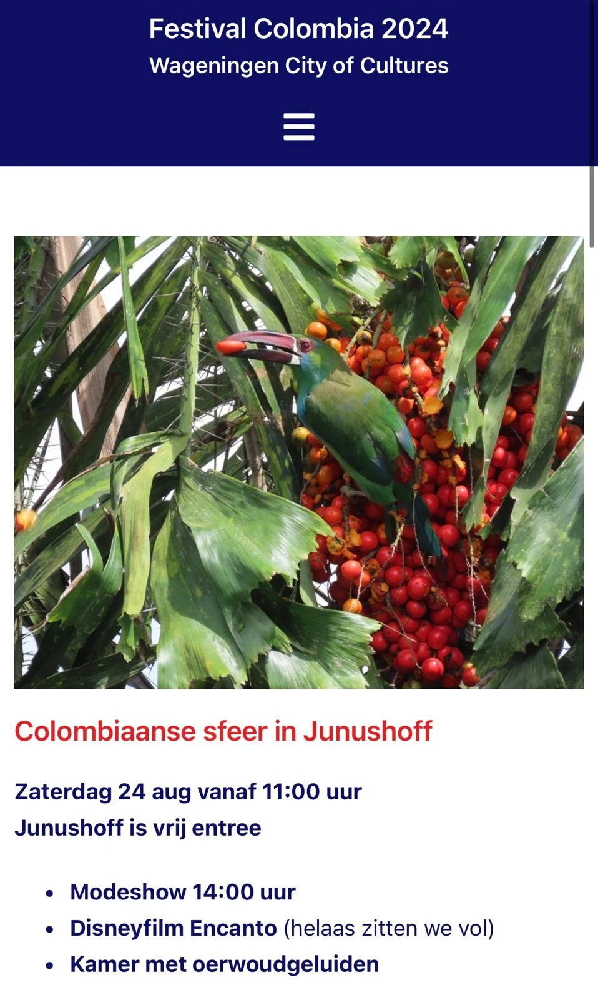 Festival Colombia 2024
Wageningen City of Cultures
Colombiaanse sfeer in Junushoff
Zaterdag 24 aug vanaf 11:00 uur
Junushoff is vrij entree
• Modeshow 14:00 uur
• Disneyfilm Encanto (helaas zitten we vol)
• Kamer met oerwoudgeluiden